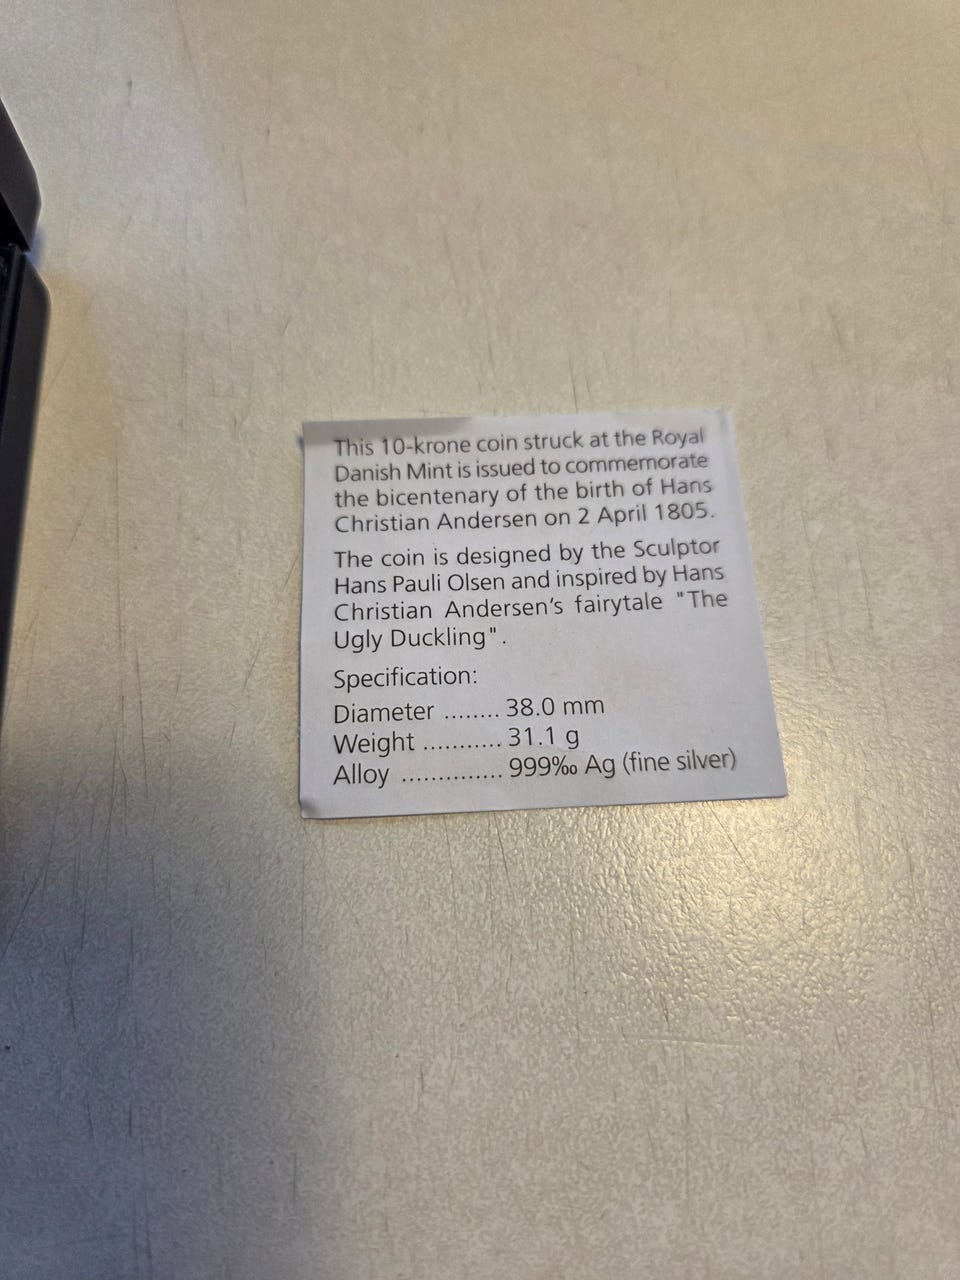 This 10-krone coin struck at the Royal
Danish Mint is issued to commemorate
the bicentenary of the birth of Hans
Christian Andersen on 2 April 1805.
The coin is designed by the Sculptor
Hans Pauli Olsen and inspired by Hans
Christian Andersen's fairytale "The
Ugly Duckling".
Specification:
Diameter ........ 38.0 mm
Weight ........... 31.1 g
Alloy .............. 999‰ Ag (fine silver)